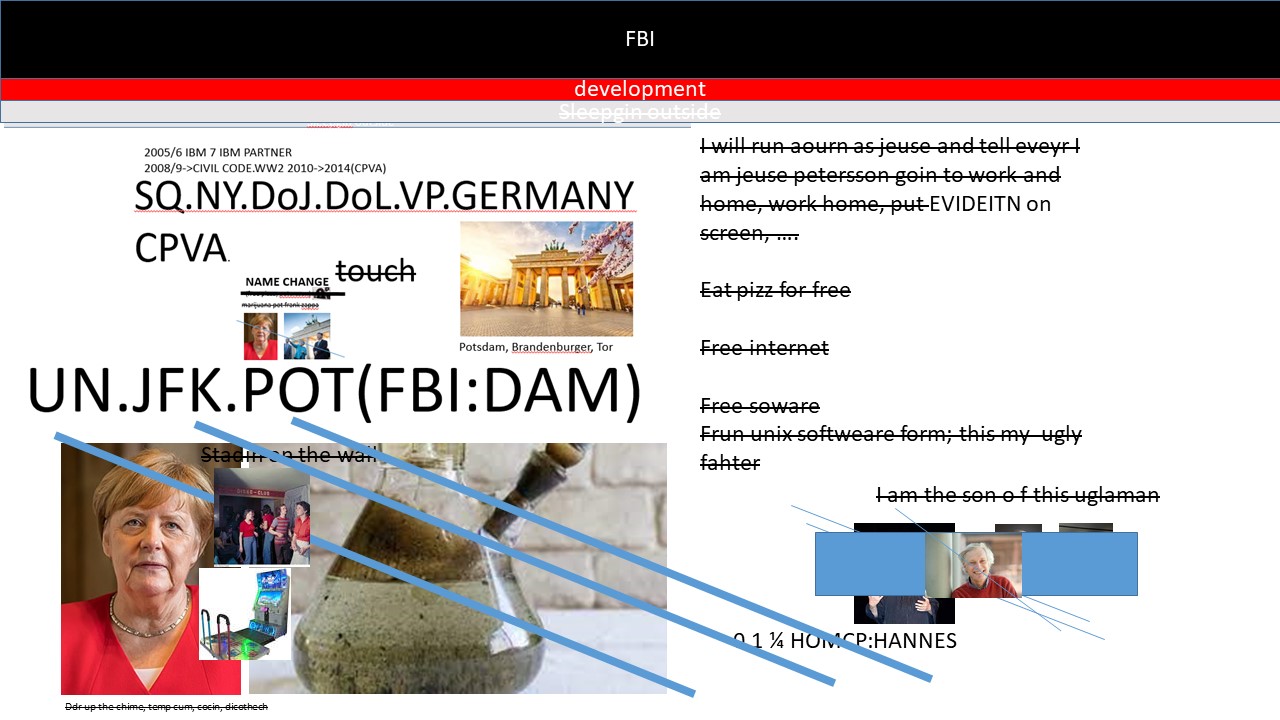 FBI
development
Sleepgin outside
2005/6 IBM 7 IBM PARTNER
2008/9->CIVIL CODE.WW2 2010->2014(CPVA)
SQ.NY.DoJ.DoL.VP.GERMANY
CPVA.
touch
NAME CHANGE
marijuana pot frank zappa
Potsdam, Brandenburger, Tor
UN.JFK.POT(FBI:DAM)
Stadin on the wall
Ddr up the chime, temp cum, cocin, dicothech
I will run aourn as jeuse and tell eveyr I
am jeuse petersson goin to work and
home, work home, put EVIDEITN on
screen, ....
Eat pizz for free
Free internet
Free soware
Frun unix softweare form; this my ugly
fahter
I am the son o f this uglaman
0 1 ¼ HOMCP:HANNES